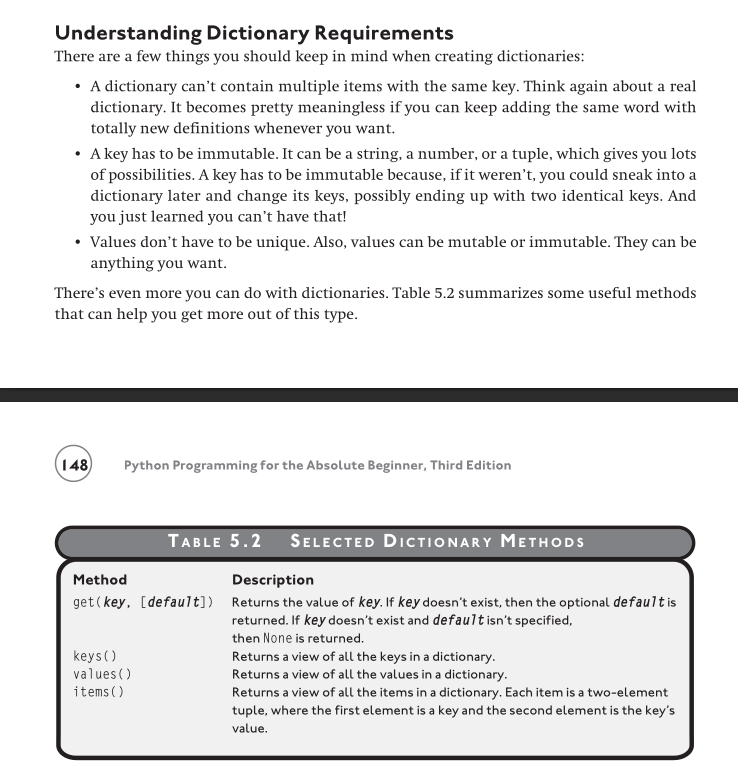 Understanding Dictionary Requirements
There are a few things you should keep in mind when creating dictionaries:
• A dictionary can’t contain multiple items with the same key. Think again about a real
dictionary. It becomes pretty meaningless if you can keep adding the same word with
totally new definitions whenever you want.
• A key has to be immutable. It can be a string, a number, or a tuple, which gives you lots
of possibilities. A key has to be immutable because, if it weren’t, you could sneak into a
dictionary later and change its keys, possibly ending up with two identical keys. And
you just learned you can’t have that!
• Values don’t have to be unique. Also, values can be mutable or immutable. They can be
anything you want.
There’s even more you can do with dictionaries. Table 5.2 summarizes some useful methods
that can help you get more out of this type.
148 Python Programming for the Absolute Beginner, Third Edition
TABLE 5.2 SELECTED DICTIONARY METHODS
Method Description
get(key, [default]) Returns the value of key. If key doesn’t exist, then the optional default is
returned. If key doesn’t exist and default isn’t specified,
then None is returned.
keys() Returns a view of all the keys in a dictionary.
values() Returns a view of all the values in a dictionary.
items() Returns a view of all the items in a dictionary. Each item is a two-element
tuple, where the first element is a key and the second element is the key’s
value.